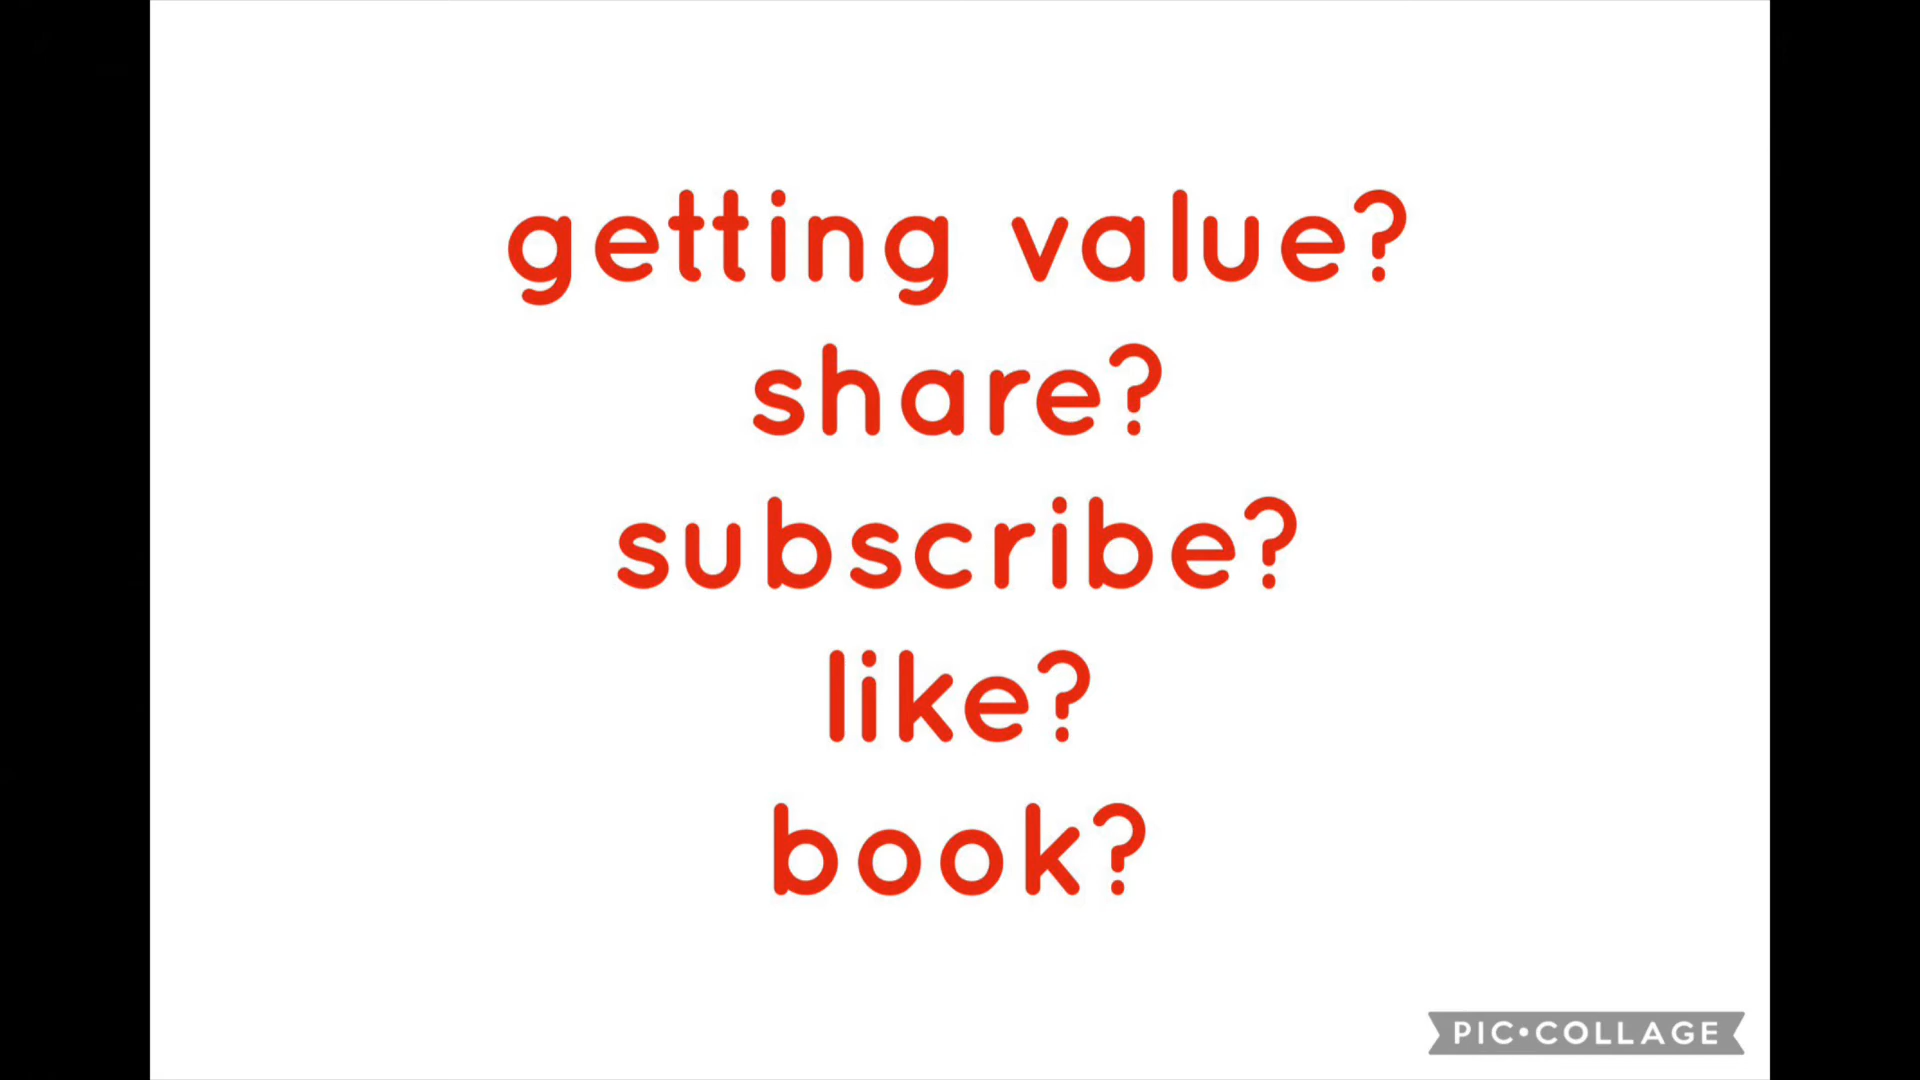 getting value?
share?
subscribe?
like?
book?
PIC•COLLAGE